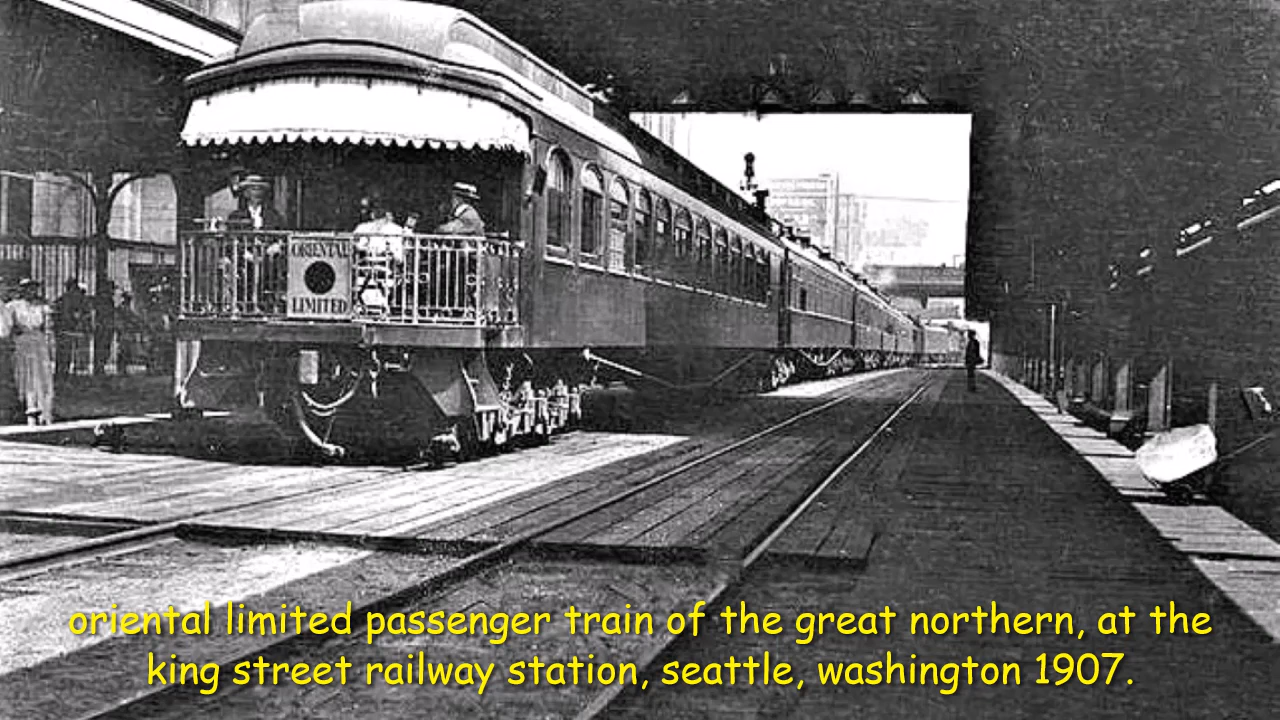 ORIENTAL
LIMITED
oriental limited passenger train of the great northern, at the
king street railway station, seattle, washington 1907.